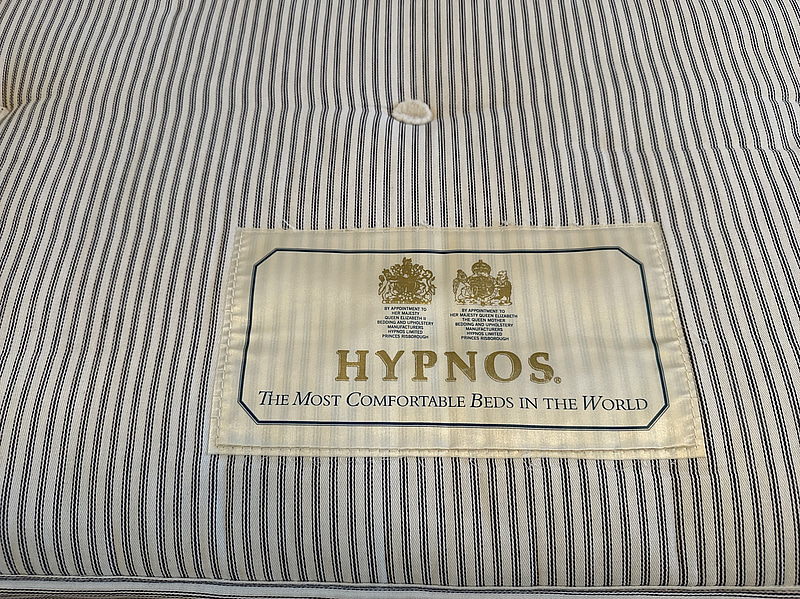 BY APPOINTMENT TO
HER MAJESTY
QUEEN ELIZABETH II
BEDDING AND UPHOLSTERY
MANUFACTURERS
HYPNOS LIMITED
PRINCES RISBOROUGH
BY APPOINTMENT TO
HER MAJESTY QUEEN ELIZABETH
THE QUEEN MOTHER
BEDDING AND UPHOLSTERY
MANUFACTURERS
HYPNOS LIMITED
PRINCES RISBOROUGH
HYPNOS®
THE MOST COMFORTABLE BEDS IN THE WORLD